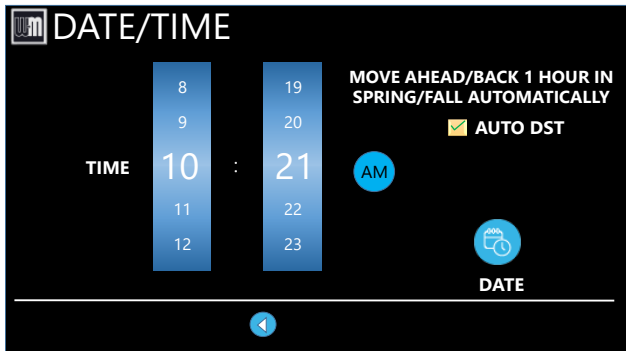 WM DATE/TIME
MOVE AHEAD/BACK 1 HOUR IN
SPRING/FALL AUTOMATICALLY
AUTO DST
8 19
9 20
TIME 10 : 21 AM
11 22
12 23
DATE